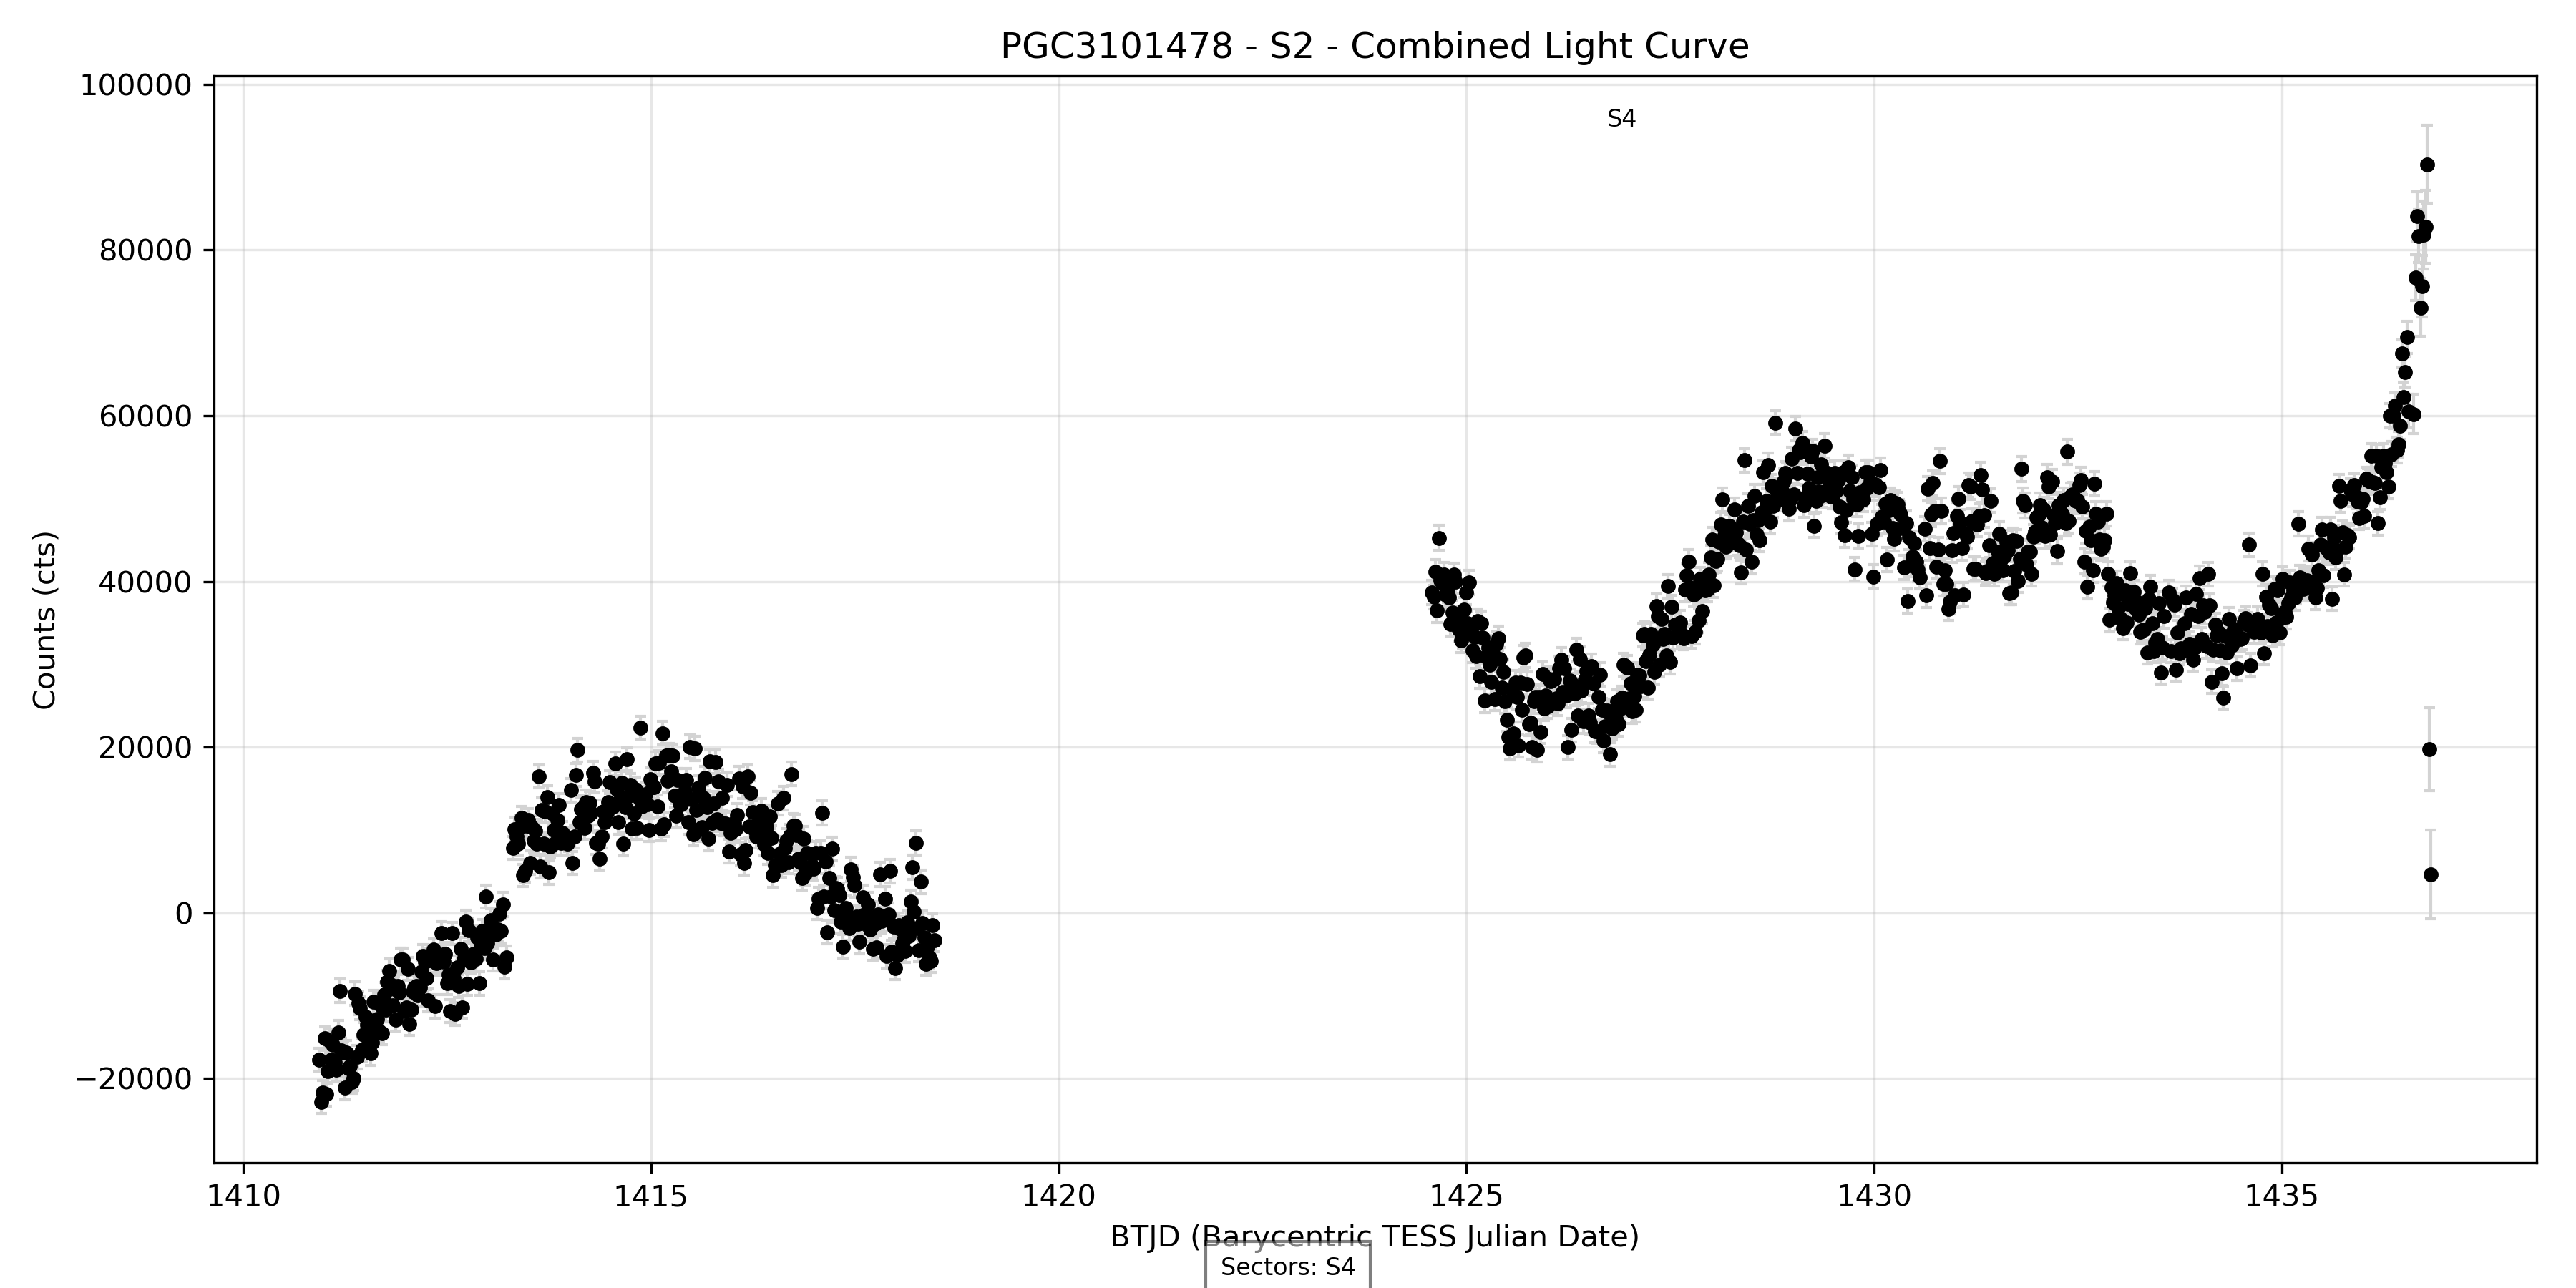 PGC3101478 - S2 - Combined Light Curve
S4
100000
80000
60000
40000
20000
0
−20000
Counts (cts)
1410 1415 1420 1425 1430 1435
BTJD (Barycentric TESS Julian Date)
Sectors: S4